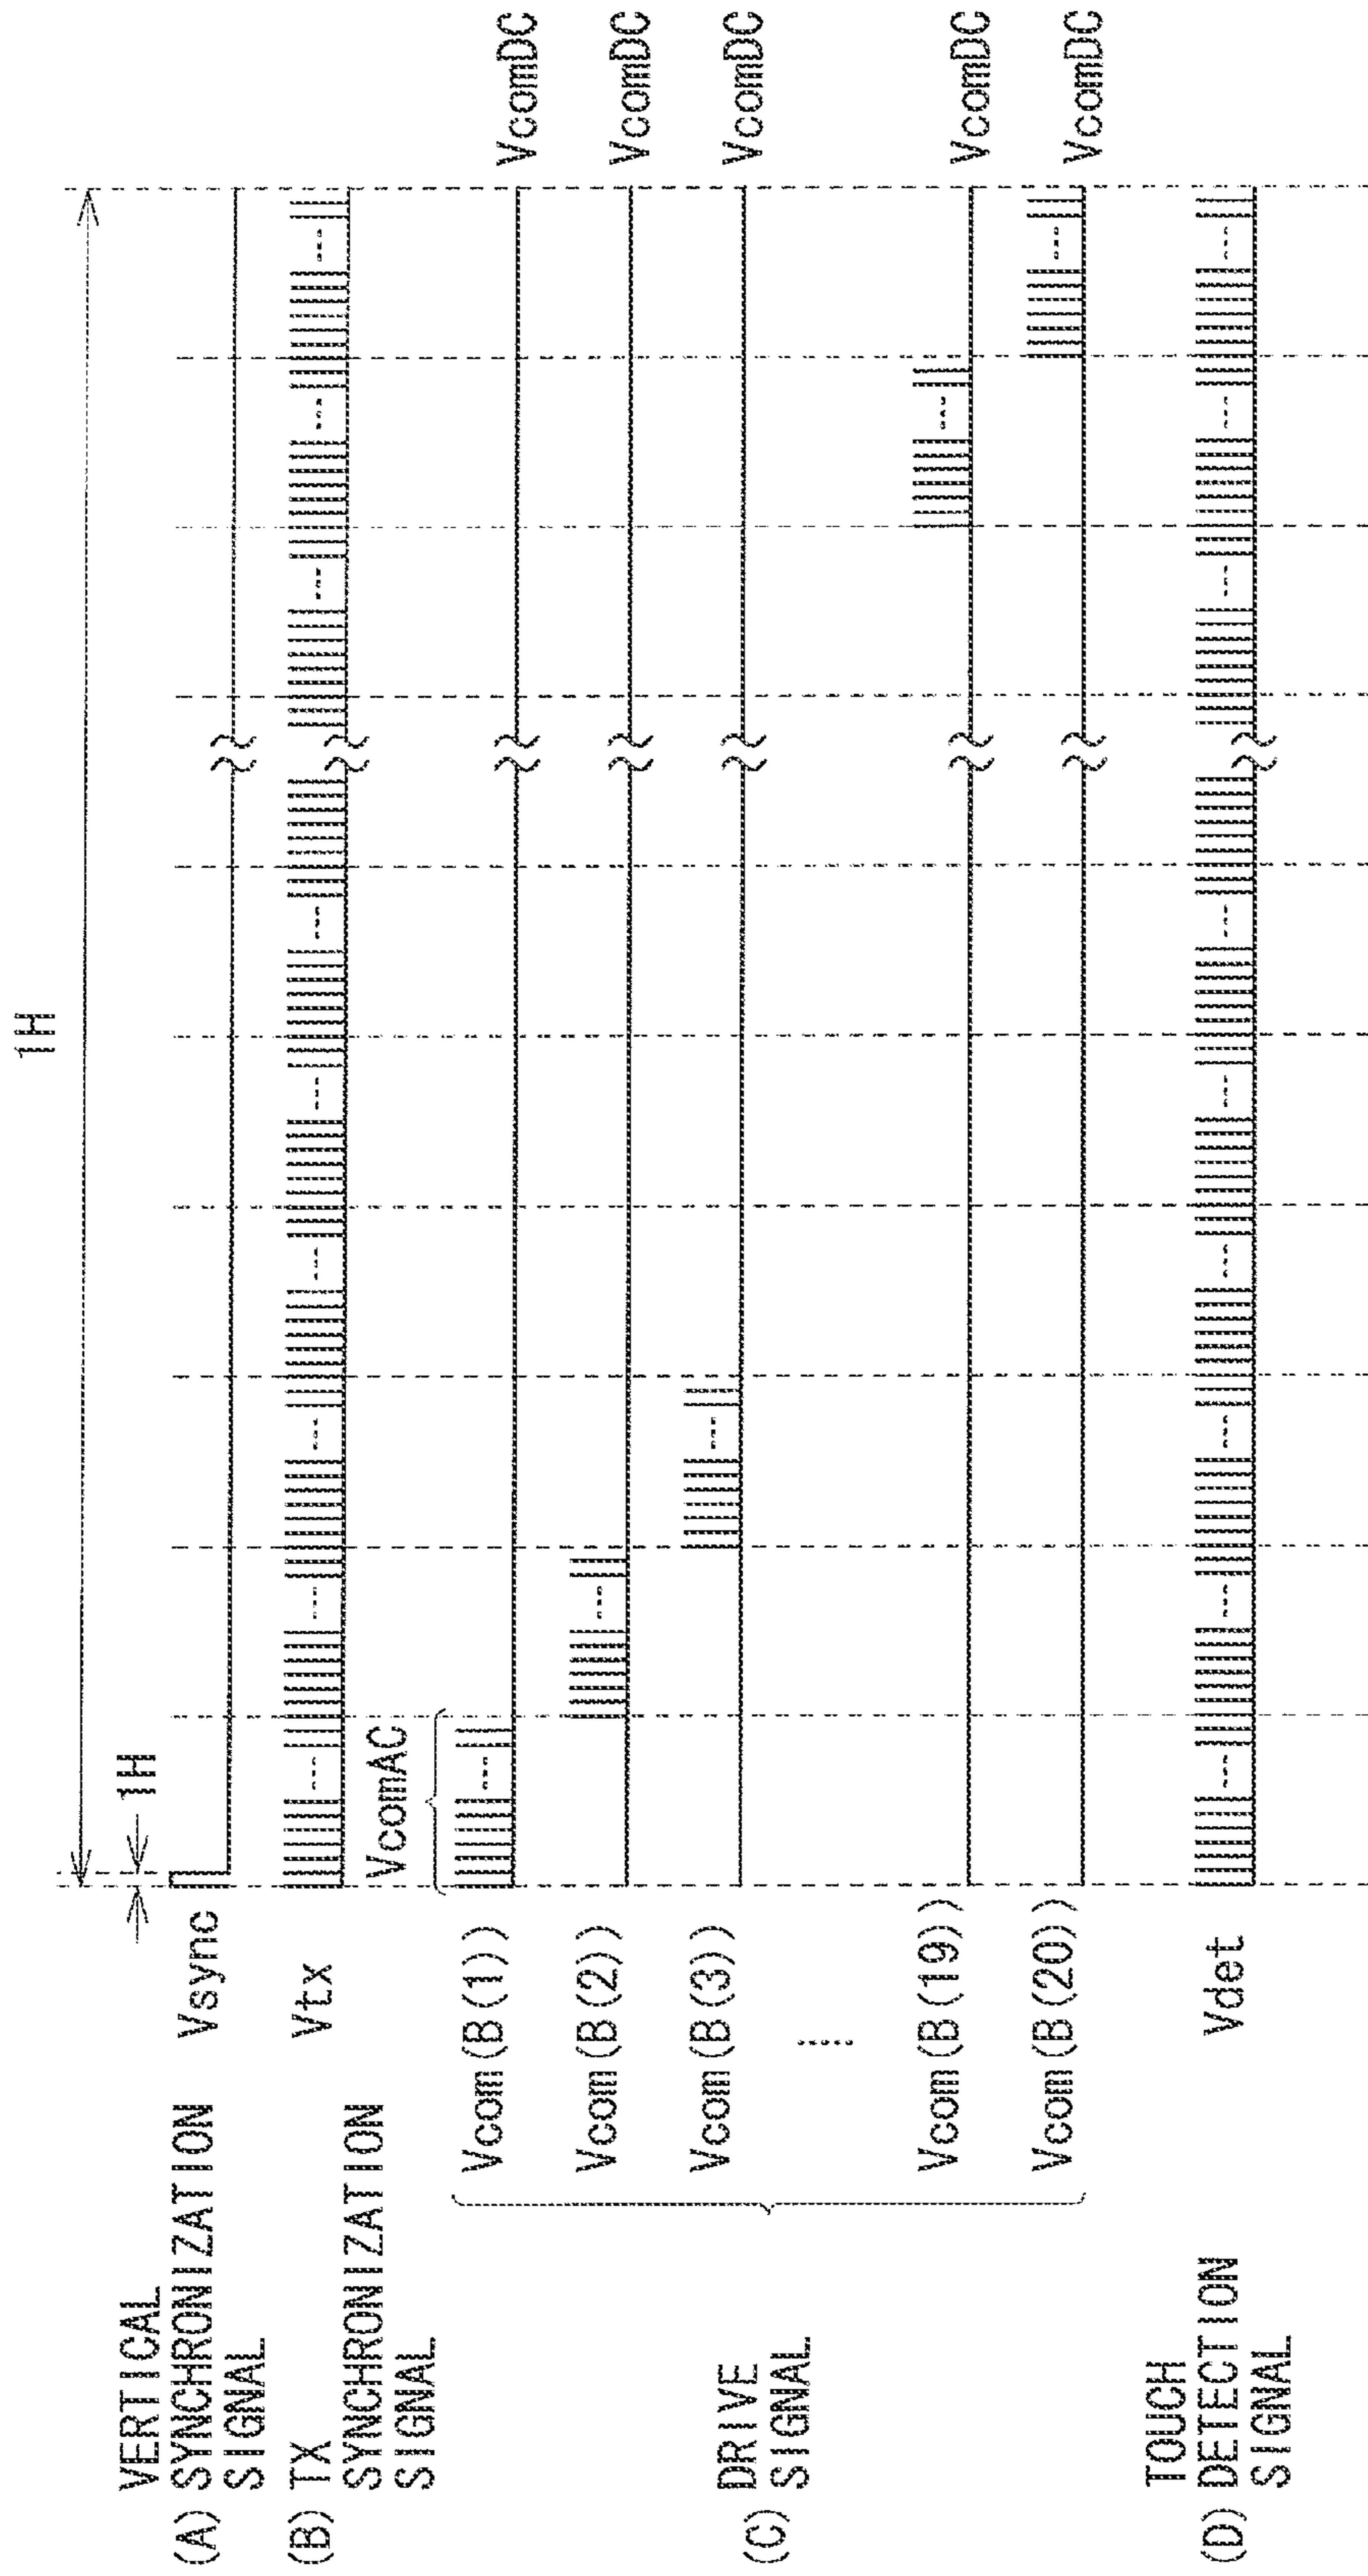 1H
1H
VERTICAL
(A) SYNCHRONIZATION Vsync
SIGNAL
(B) TX Vtx
SYNCHRONIZATION
SIGNAL
VcomAC
Vcom(B(1)) VcomDC
Vcom(B(2)) VcomDC
Vcom(B(3)) VcomDC
(C) DRIVE
SIGNAL
Vcom(B(19)) VcomDC
Vcom(B(20)) VcomDC
TOUCH
(D) DETECTION Vdet
SIGNAL